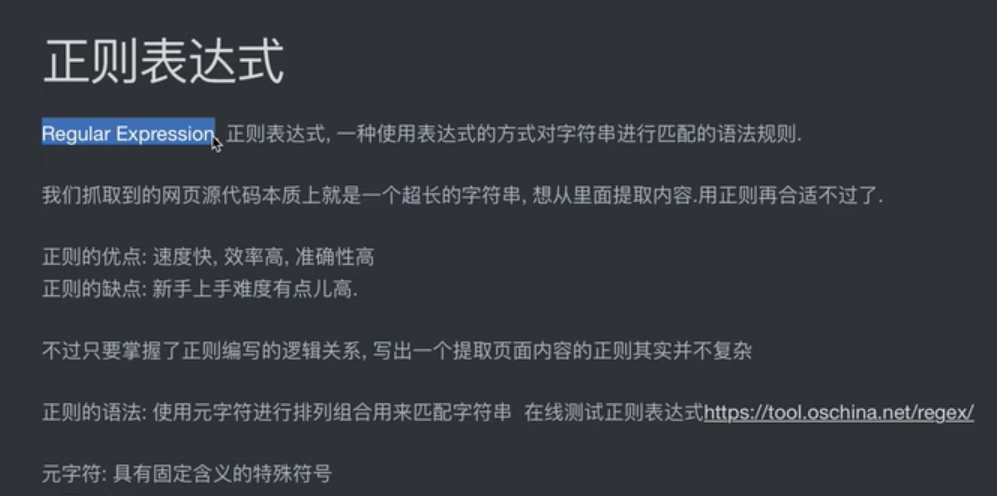 正则表达式
Regular Expression, 正则表达式, 一种使用表达式的方式对字符串进行匹配的语法规则.
我们抓取到的网页源代码本质上就是一个超长的字符串, 想从里面提取内容.用正则再合适不过了.
正则的优点: 速度快, 效率高, 准确性高
正则的缺点: 新手上手难度有点儿高.
不过只要掌握了正则编写的逻辑关系, 写出一个提取页面内容的正则其实并不复杂
正则的语法: 使用元字符进行排列组合用来匹配字符串 在线测试正则表达式https://tool.oschina.net/regex/
元字符: 具有固定含义的特殊符号